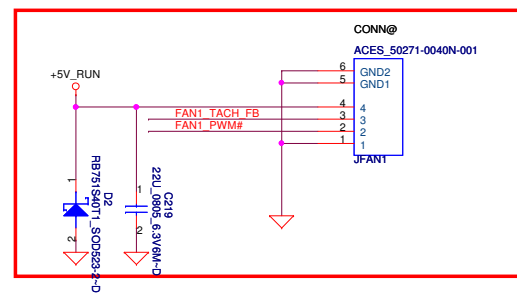 CONN@
ACES_50271-0040N-001
+5V_RUN
6 GND2
5 GND1
4 4
FAN1_TACH_FB 3 3
FAN1_PWM# 2 2
1 1
JFAN1
1
2
D2
RB751S40T1_SOD523-2~D
1
2
C219
22U_0805_6.3V6M~D